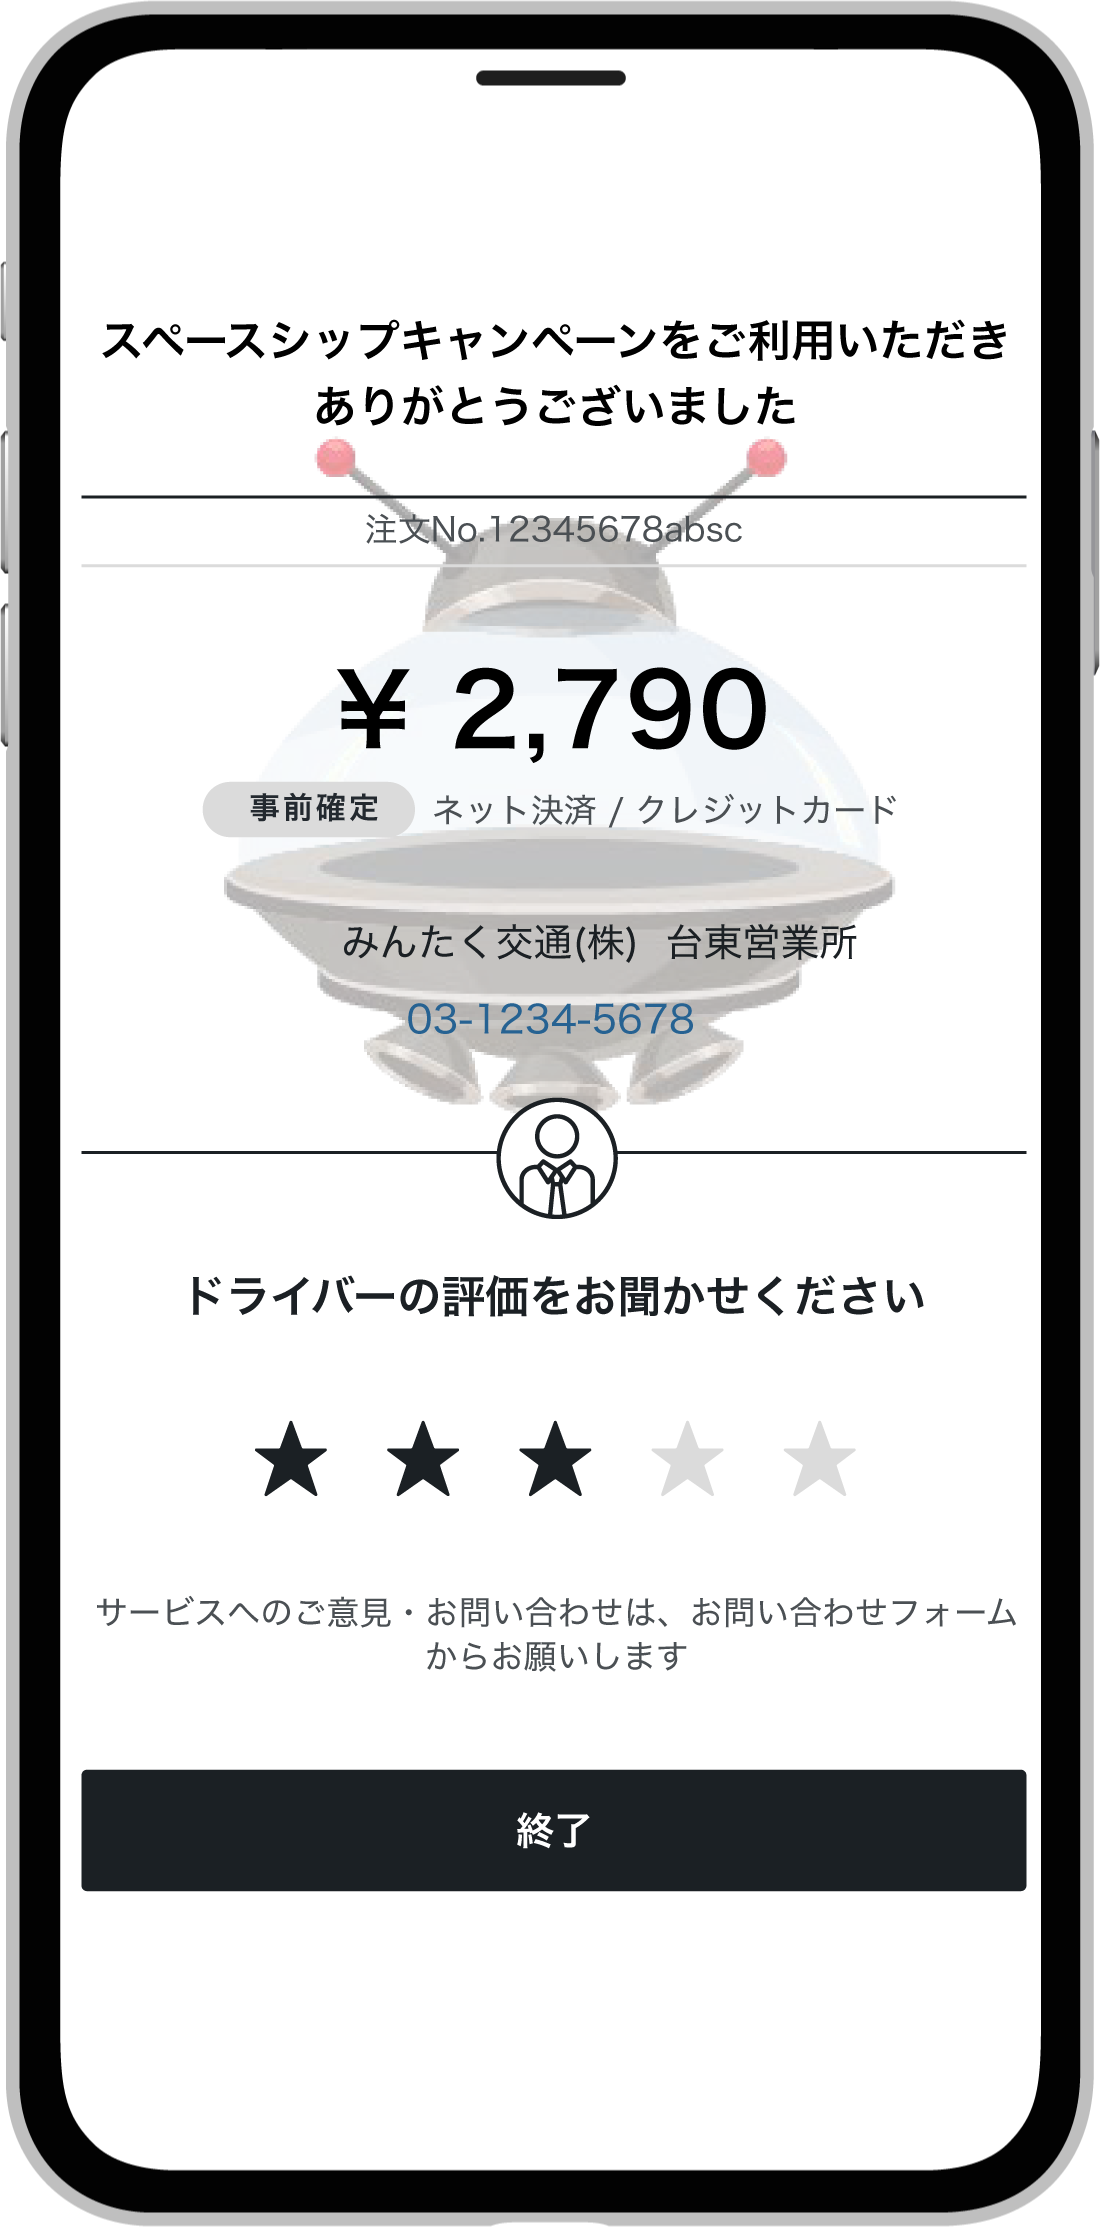 スペースシップキャンペーンをご利用いただき
ありがとうございました
注文No.12345678absc
¥ 2,790
事前確定 ネット決済 / クレジットカード
みんたく交通(株) 台東営業所
03-1234-5678
ドライバーの評価をお聞かせください
サービスへのご意見・お問い合わせは、お問い合わせフォーム
からお願いします
終了